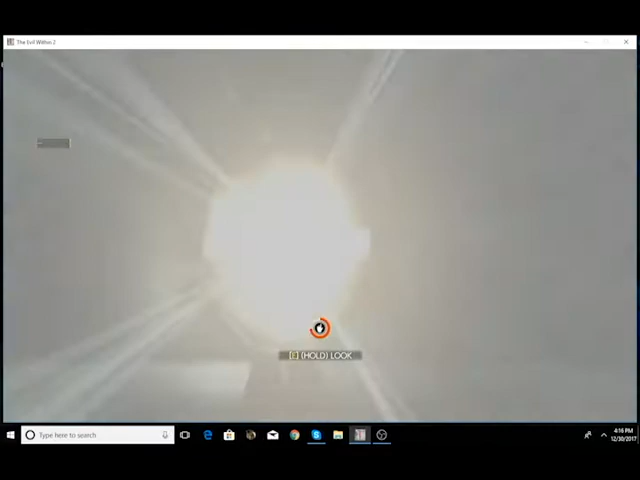 The Evil Within 2
[E] (HOLD) LOOK
Type here to search
4:16 PM
12/30/2017